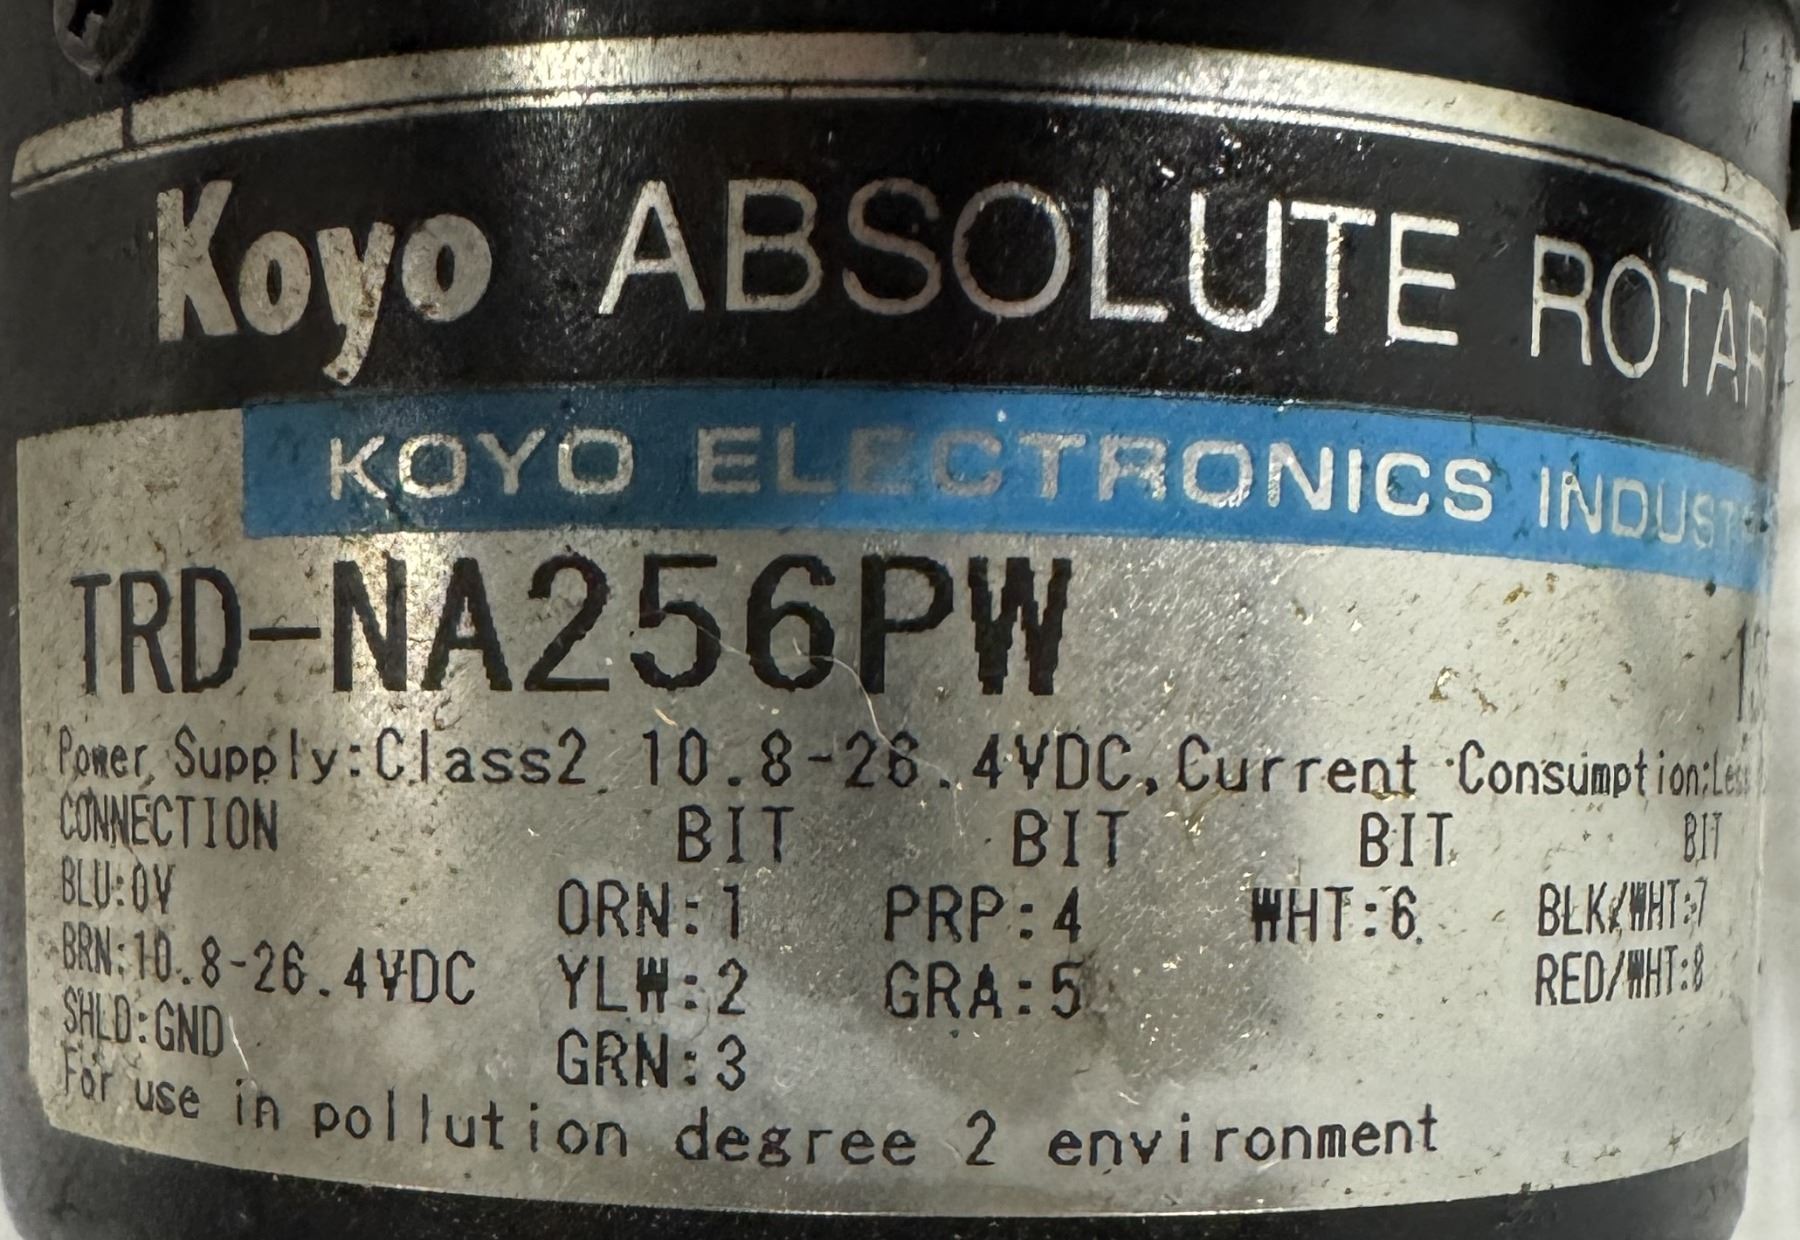 Koyo ABSOLUTE ROTAR
KOYO ELECTRONICS INDUST
TRD-NA256PW
Power Supply:Class2 10.8-26.4VDC,Current Consumption:Less
CONNECTION BIT BIT BIT BIT
BLU:0V ORN:1 PRP:4 WHT:6 BLK/WHT:7
BRN:10.8-26.4VDC YLW:2 GRA:5 RED/WHT:8
SHLD:GND GRN:3
For use in pollution degree 2 environment